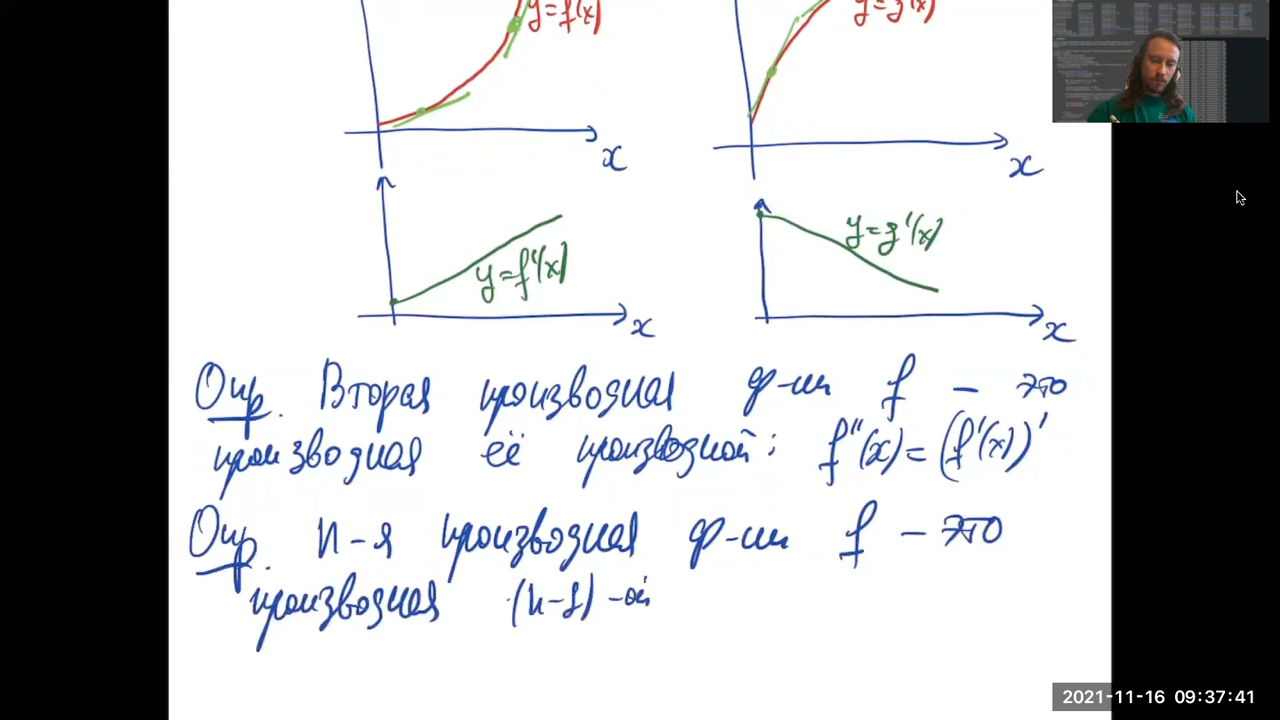 y=f(x) y=g(x)
x x
y=f'(x) y=g'(x)
x x
Опр. Вторая производная ф-ии f – это
производная её производной: f''(x)=(f'(x))'
Опр. n-я производная ф-ии f – это
производная (n-1)-ой
2021-11-16 09:37:41